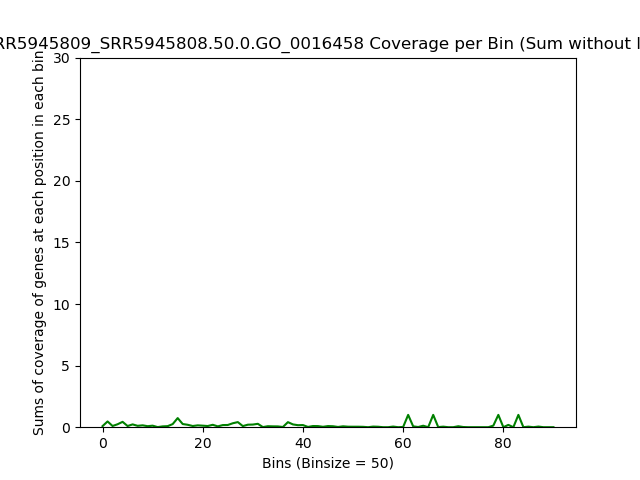 RR5945809_SRR5945808.50.0.GO_0016458 Coverage per Bin (Sum without
Sums of coverage of genes at each position in each bin
30
25
20
15
10
5
0
0 20 40 60 80
Bins (Binsize = 50)